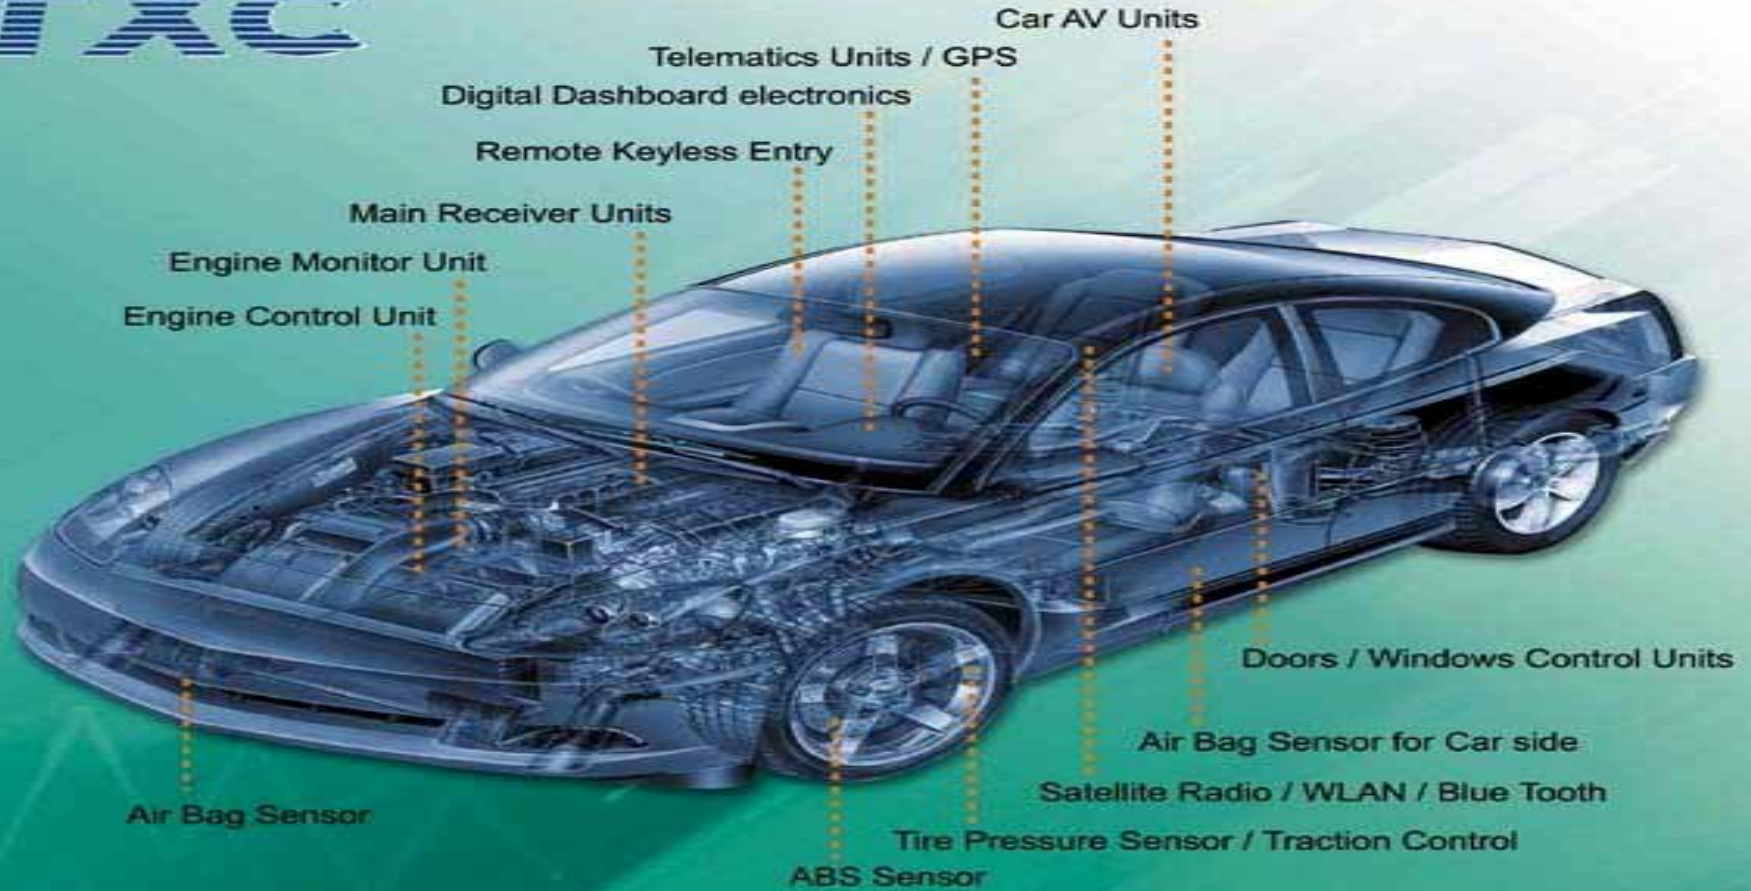 TXC
Car AV Units
Telematics Units / GPS
Digital Dashboard electronics
Remote Keyless Entry
Main Receiver Units
Engine Monitor Unit
Engine Control Unit
Doors / Windows Control Units
Air Bag Sensor for Car side
Satellite Radio / WLAN / Blue Tooth
Air Bag Sensor
Tire Pressure Sensor / Traction Control
ABS Sensor